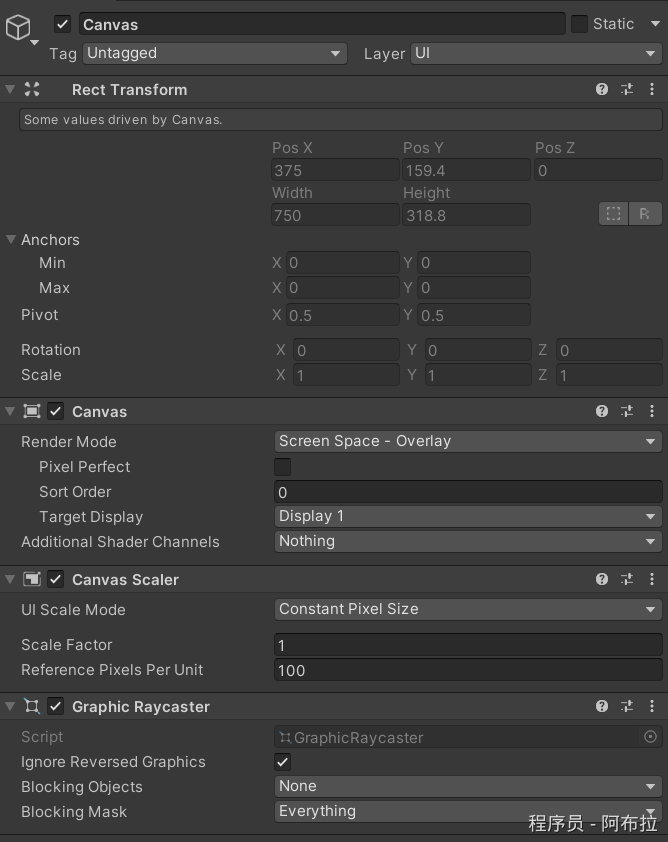 Canvas Static
Tag Untagged Layer UI
Rect Transform
Some values driven by Canvas.
Pos X Pos Y Pos Z
375 159.4 0
Width Height
750 318.8 R
Anchors
Min X 0 Y 0
Max X 0 Y 0
Pivot X 0.5 Y 0.5
Rotation X 0 Y 0 Z 0
Scale X 1 Y 1 Z 1
Canvas
Render Mode Screen Space - Overlay
Pixel Perfect
Sort Order 0
Target Display Display 1
Additional Shader Channels Nothing
Canvas Scaler
UI Scale Mode Constant Pixel Size
Scale Factor 1
Reference Pixels Per Unit 100
Graphic Raycaster
Script GraphicRaycaster
Ignore Reversed Graphics
Blocking Objects None
Blocking Mask Everything
程序员 - 阿布拉